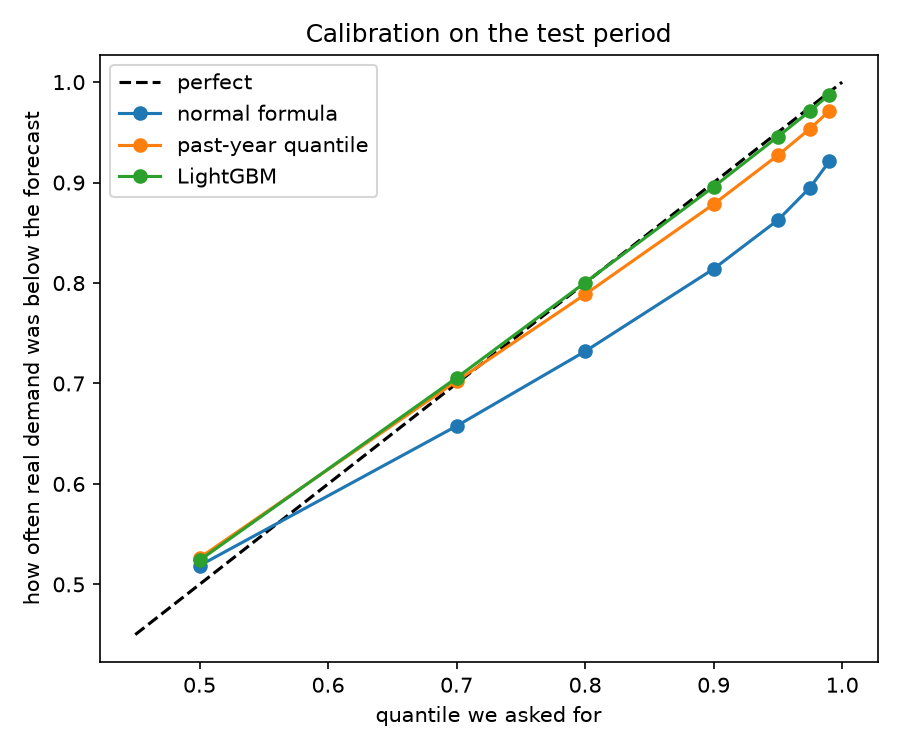 Calibration on the test period
perfect
normal formula
past-year quantile
LightGBM
how often real demand was below the forecast
1.0
0.9
0.8
0.7
0.6
0.5
0.5 0.6 0.7 0.8 0.9 1.0
quantile we asked for